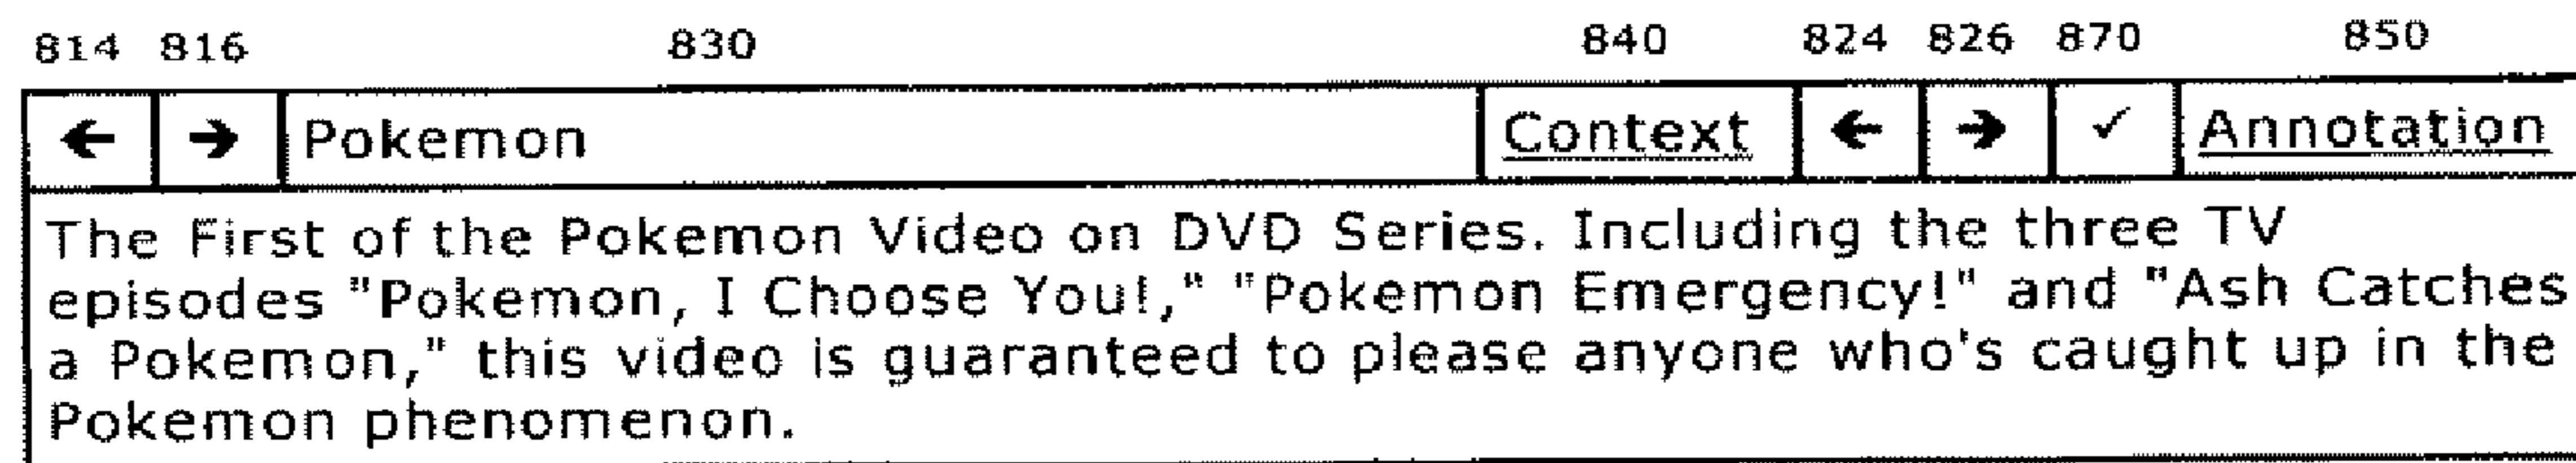 814 816 830 840 824 826 870 850
← → Pokemon Context ← → ✓ Annotation
The First of the Pokemon Video on DVD Series. Including the three TV
episodes "Pokemon, I Choose You!," "Pokemon Emergency!" and "Ash Catches
a Pokemon," this video is guaranteed to please anyone who's caught up in the
Pokemon phenomenon.